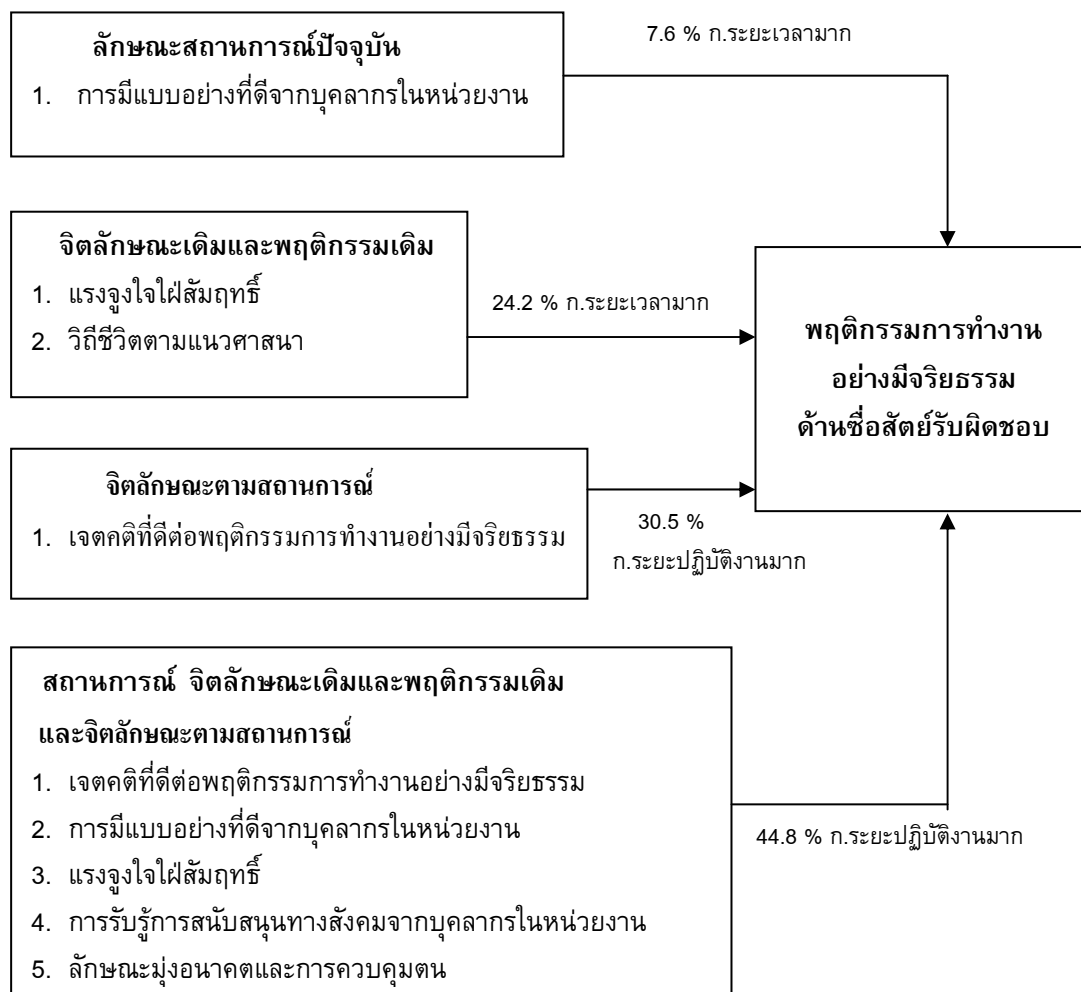 ลักษณะสถานการณ์ปัจจุบัน
1. การมีแบบอย่างที่ดีจากบุคลากรในหน่วยงาน
7.6 % ก.ระยะเวลามาก
จิตลักษณะเดิมและพฤติกรรมเดิม
1. แรงจูงใจใฝ่สัมฤทธิ์
2. วิถีชีวิตตามแนวศาสนา
24.2 % ก.ระยะเวลามาก
พฤติกรรมการทำงาน
อย่างมีจริยธรรม
ด้านซื่อสัตย์รับผิดชอบ
จิตลักษณะตามสถานการณ์
1. เจตคติที่ดีต่อพฤติกรรมการทำงานอย่างมีจริยธรรม
30.5 %
ก.ระยะปฏิบัติงานมาก
สถานการณ์ จิตลักษณะเดิมและพฤติกรรมเดิม
และจิตลักษณะตามสถานการณ์
1. เจตคติที่ดีต่อพฤติกรรมการทำงานอย่างมีจริยธรรม
2. การมีแบบอย่างที่ดีจากบุคลากรในหน่วยงาน
3. แรงจูงใจใฝ่สัมฤทธิ์
4. การรับรู้การสนับสนุนทางสังคมจากบุคลากรในหน่วยงาน
5. ลักษณะมุ่งอนาคตและการควบคุมตน
44.8 % ก.ระยะปฏิบัติงานมาก